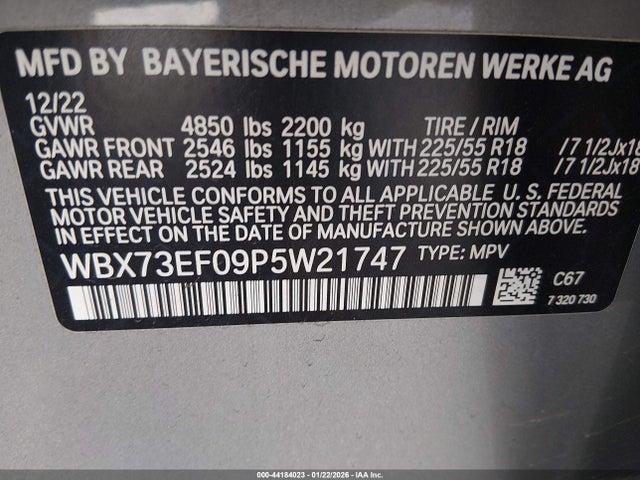 MFD BY BAYERISCHE MOTOREN WERKE AG
12/22
GVWR 4850 lbs 2200 kg TIRE / RIM
GAWR FRONT 2546 lbs 1155 kg WITH 225/55 R18 /7 1/2Jx18
GAWR REAR 2524 lbs 1145 kg WITH 225/55 R18 /7 1/2Jx18
THIS VEHICLE CONFORMS TO ALL APPLICABLE U. S. FEDERAL
MOTOR VEHICLE SAFETY AND THEFT PREVENTION STANDARDS
IN EFFECT ON THE DATE OF MANUFACTURE SHOWN ABOVE.
WBX73EF09P5W21747 TYPE: MPV
C67
7 320 730
000-44184023 - 01/22/2026 - IAA Inc.